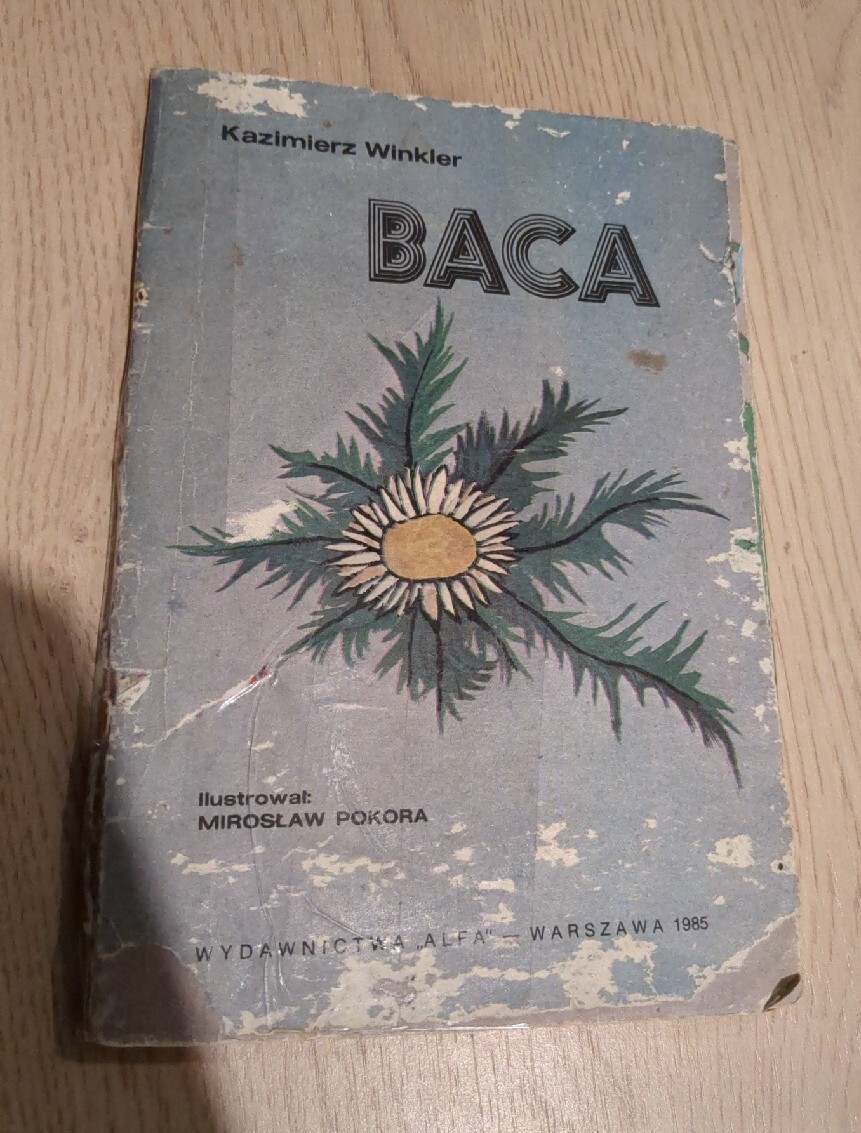 Kazimierz Winkler
BACA
Ilustrował:
MIROSŁAW POKORA
WYDAWNICTWA „ALFA" — WARSZAWA 1985